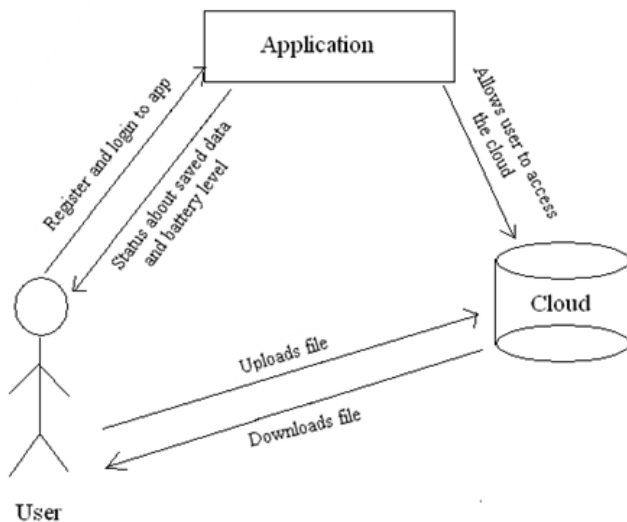 Application
Register and login to app
Status about saved data
and battery level
Allows user to access
the cloud
Cloud
Uploads file
Downloads file
User